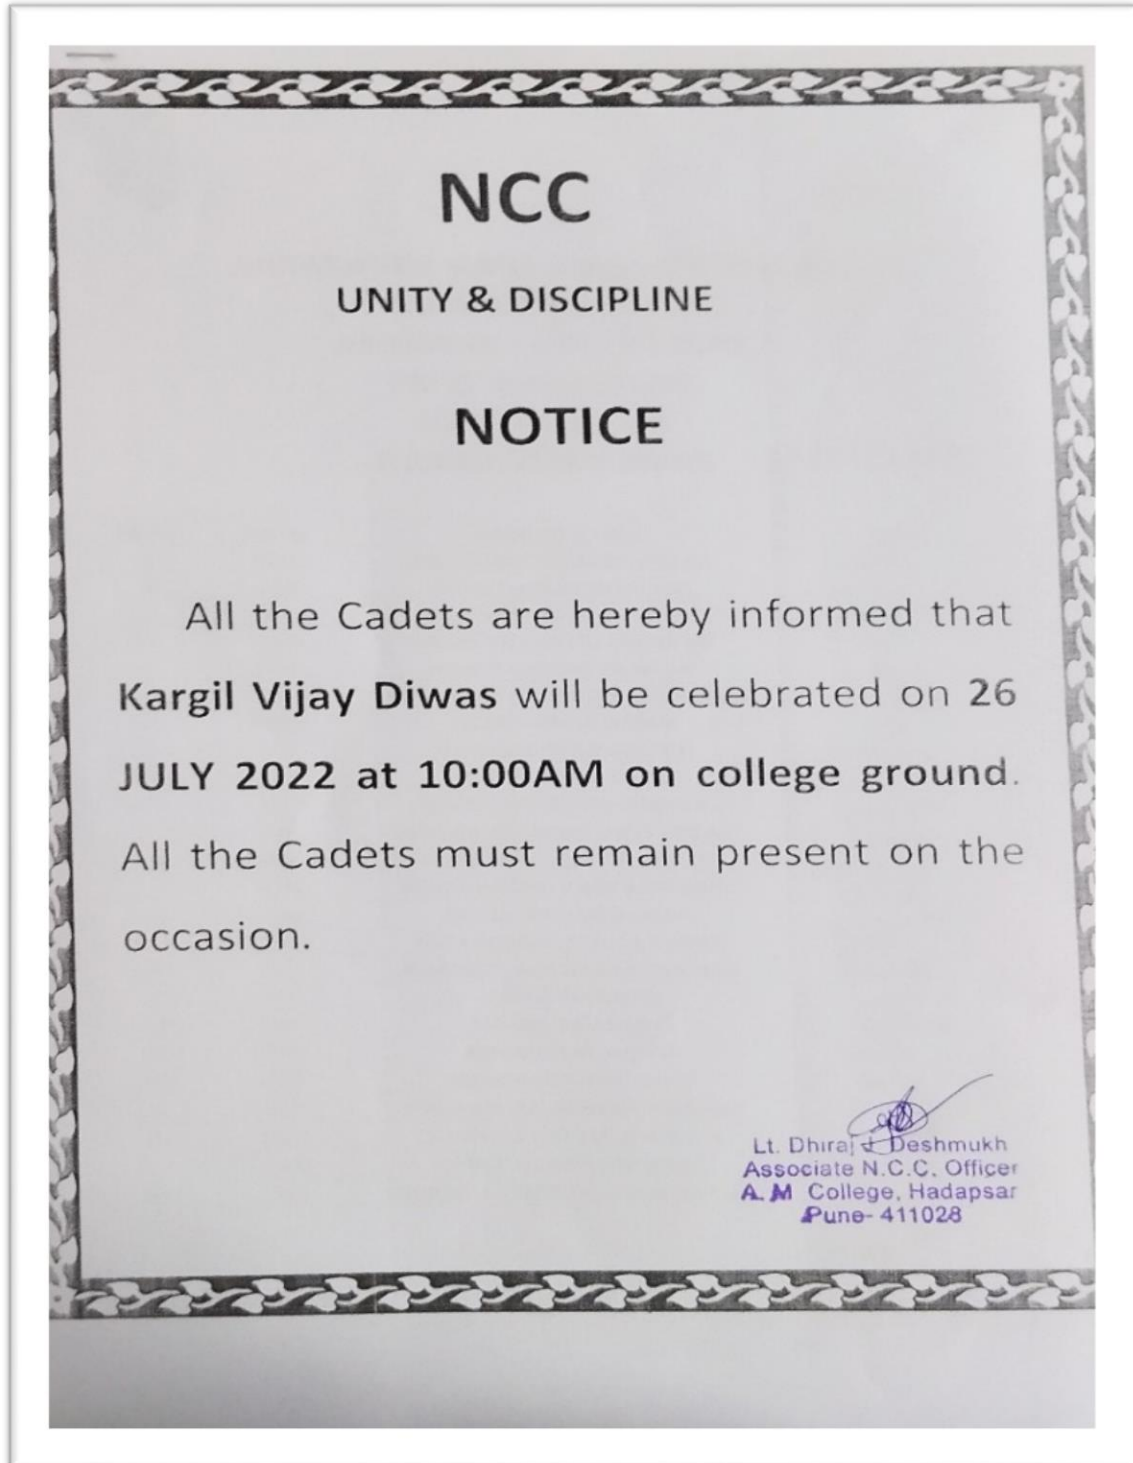 NCC
UNITY & DISCIPLINE
NOTICE
All the Cadets are hereby informed that
Kargil Vijay Diwas will be celebrated on 26
JULY 2022 at 10:00AM on college ground.
All the Cadets must remain present on the
occasion.
Lt. Dhiraj Deshmukh
Associate N.C.C. Officer
A.M College, Hadapsar
Pune- 411028